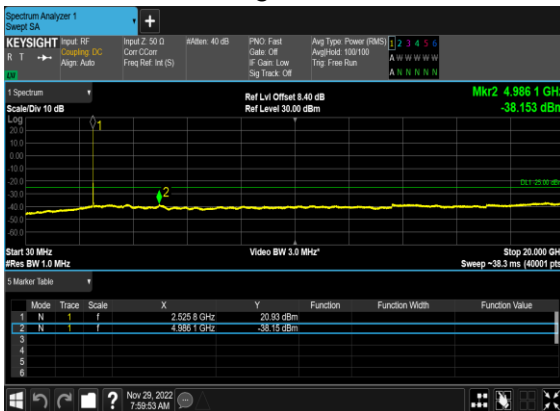 Spectrum Analyzer 1
Swept SA
KEYSIGHT Input: RF Input Z: 50 Ω #Atten: 40 dB PNO: Fast Avg Type: Power (RMS) 1 2 3 4 5 6
R T Coupling: DC Corr CCorr Gate: Off Avg|Hold: 100/100 A W W W W W
Align: Auto Freq Ref: Int (S) IF Gain: Low Trig: Free Run
Sig Track: Off A N N N N N
1 Spectrum Ref Lvl Offset 8.40 dB Mkr2 4.986 1 GHz
Scale/Div 10 dB Ref Level 30.00 dBm -38.153 dBm
Log
20.0
10.0
0.00
-10.0
-20.0
-30.0
-40.0
-50.0
-60.0
1
2
DL1 -25.00 dBm
Start 30 MHz Video BW 3.0 MHz* Stop 20.000 GHz
#Res BW 1.0 MHz Sweep ~38.3 ms (40001 pts)
5 Marker Table
Mode Trace Scale X Y Function Function Width Function Value
1 N 1 f 2.525 8 GHz 20.93 dBm
2 N 1 f 4.986 1 GHz -38.15 dBm
3
4
5
6
? Nov 29, 2022
7:59:53 AM